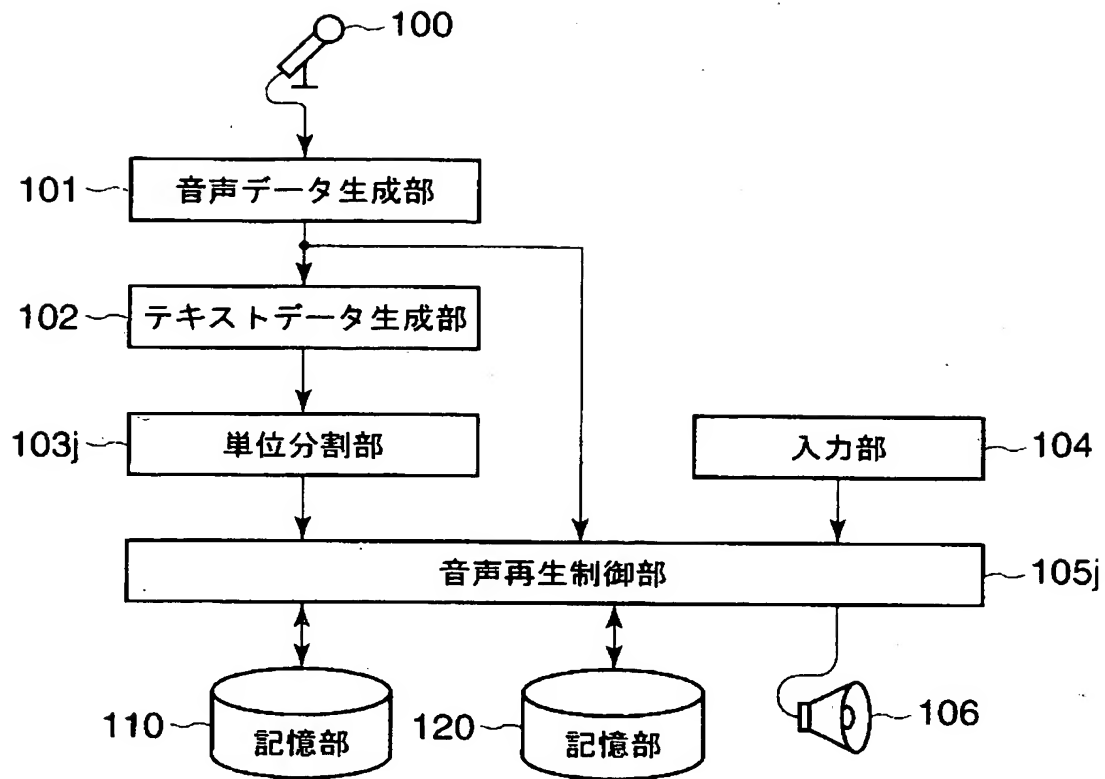 100
101
音声データ生成部
102
テキストデータ生成部
103j
単位分割部
入力部
104
音声再生制御部
105j
110
記憶部
120
記憶部
106